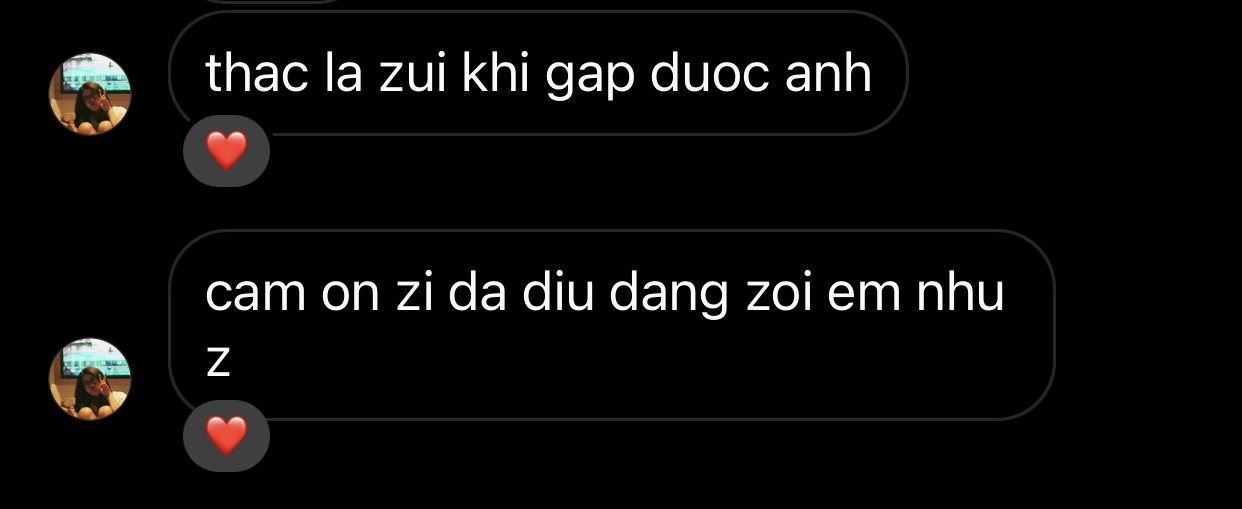 thac la zui khi gap duoc anh
cam on zi da diu dang zoi em nhu
z